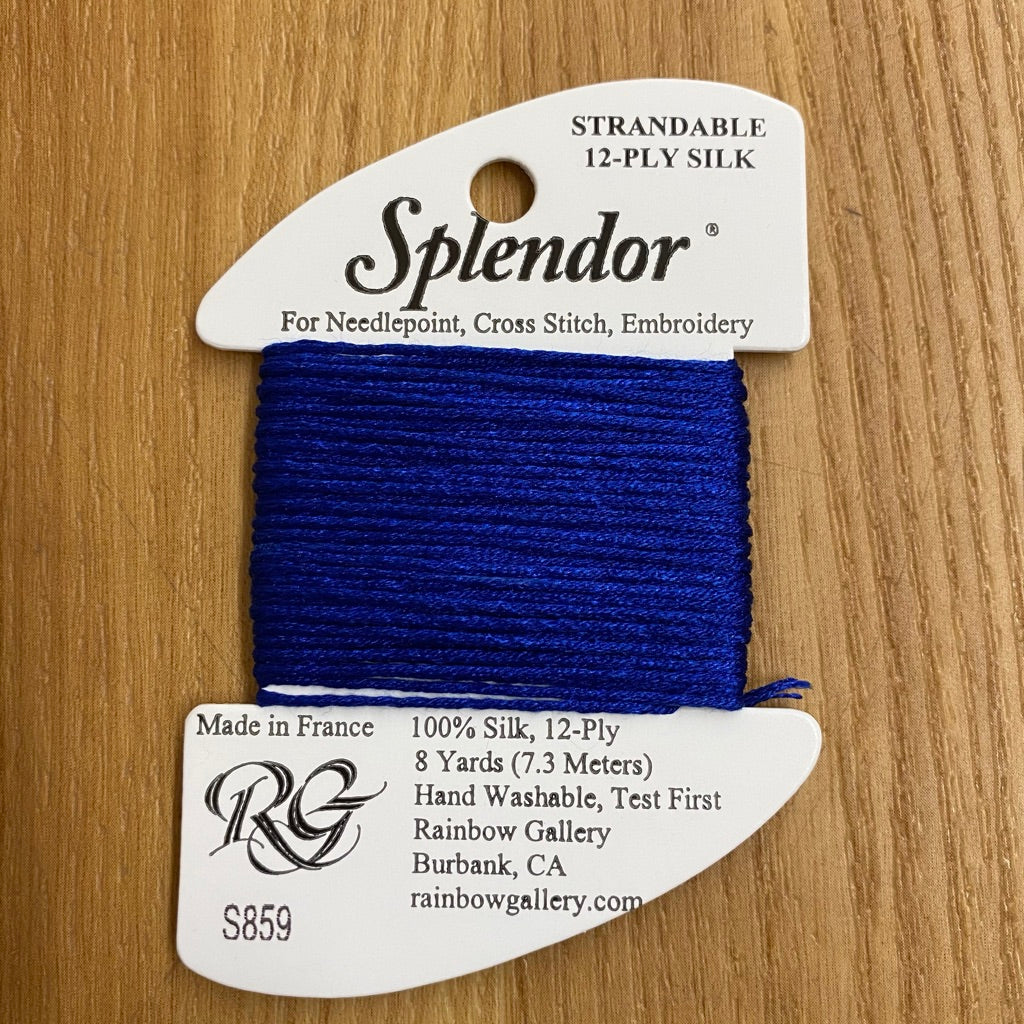 STRANDABLE
12-PLY SILK
Splendor ®
For Needlepoint, Cross Stitch, Embroidery
Made in France
100% Silk, 12-Ply
8 Yards (7.3 Meters)
Hand Washable, Test First
Rainbow Gallery
Burbank, CA
rainbowgallery.com
RG
S859